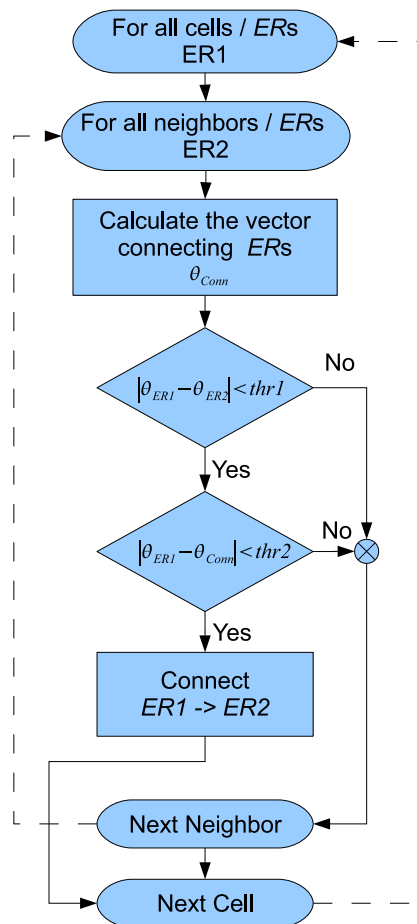 For all cells / ERs
ER1
For all neighbors / ERs
ER2
Calculate the vector
connecting ERs
θConn
|θER1−θER2|<thr1
No
Yes
|θER1−θConn|<thr2
No
Yes
Connect
ER1 -> ER2
Next Neighbor
Next Cell